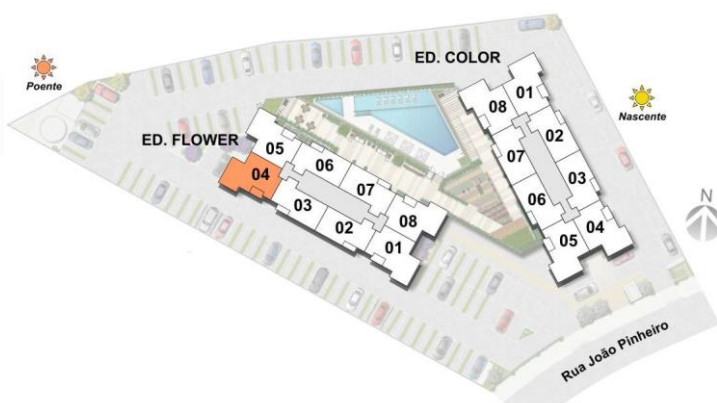 ED. COLOR
Poente
Nascente
ED. FLOWER
05
06
07
08
04
03
02
01
08
01
07
02
06
03
05
04
N
Rua João Pinheiro